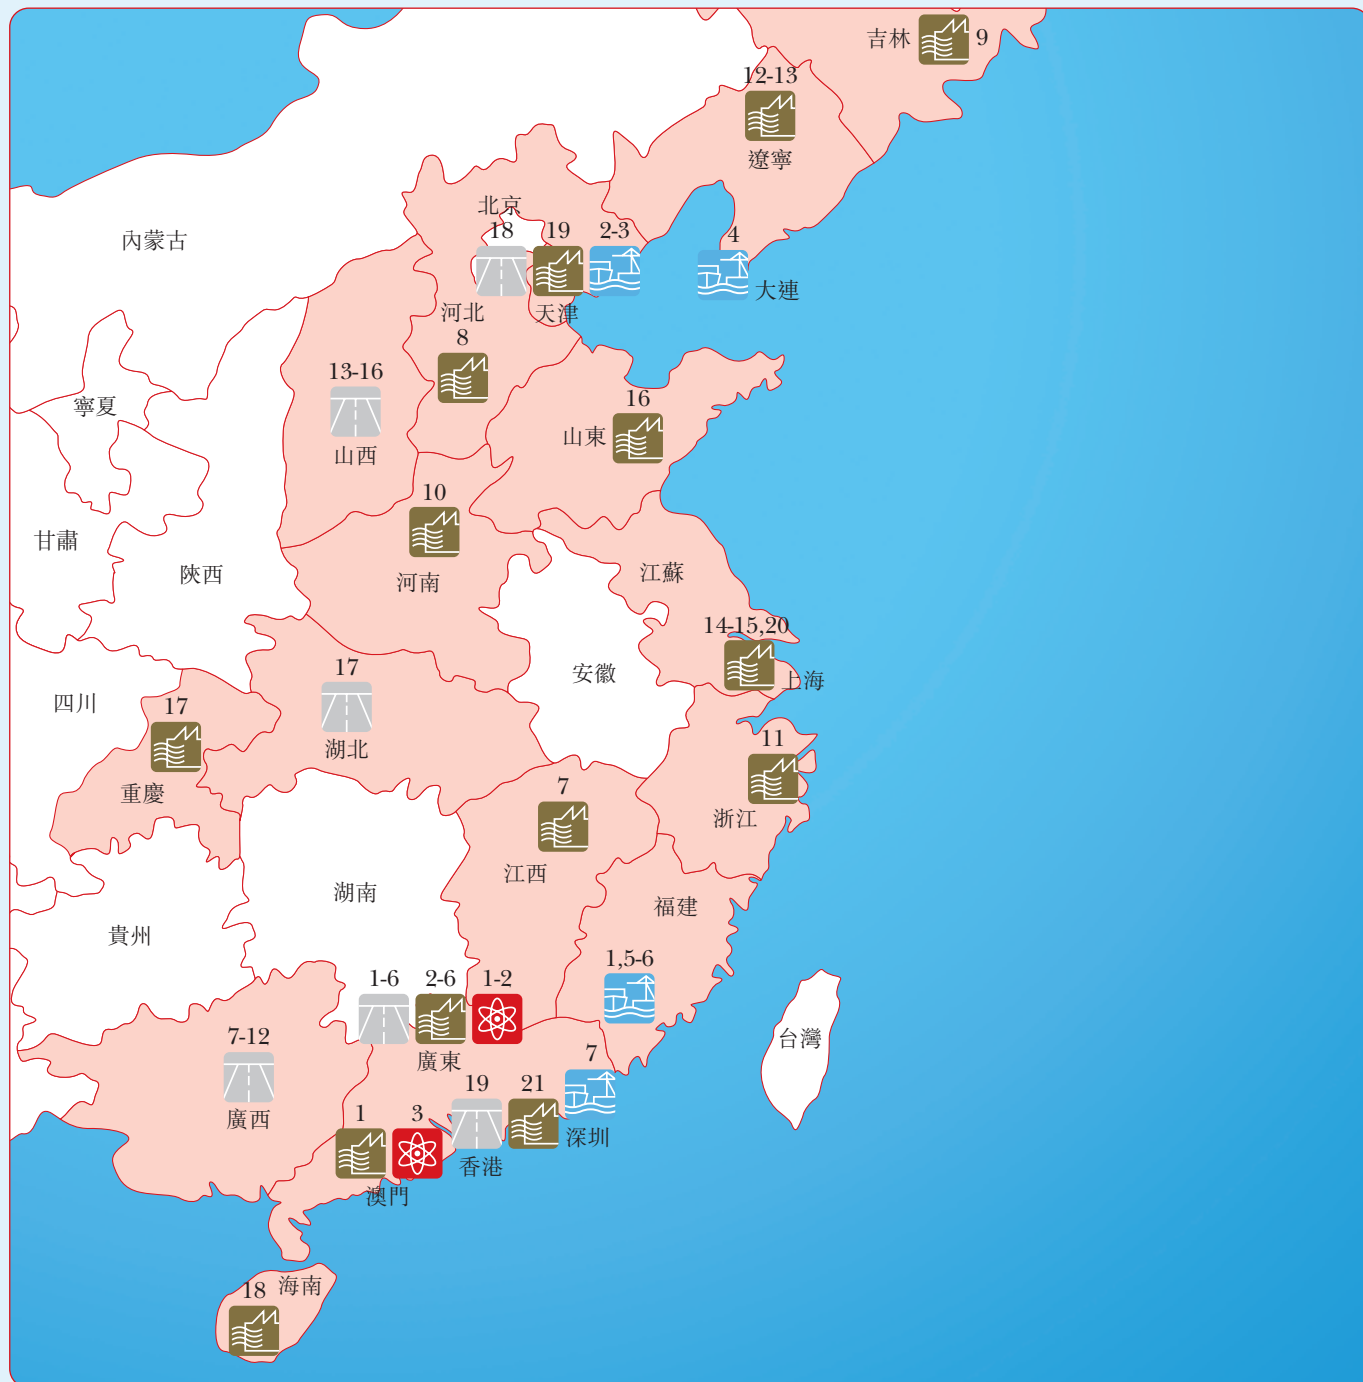 吉林
9
12-13
遼寧
北京
18
19
2-3
4
內蒙古
大連
河北
天津
8
13-16
寧夏
16
山東
山西
10
甘肅
陝西
河南
江蘇
14-15,20
安徽
上海
17
四川
17
湖北
11
重慶
7
浙江
江西
湖南
福建
貴州
1,5-6
1-6
2-6
1-2
台灣
7-12
廣東
7
19
21
廣西
1
3
深圳
香港
澳門
海南
18